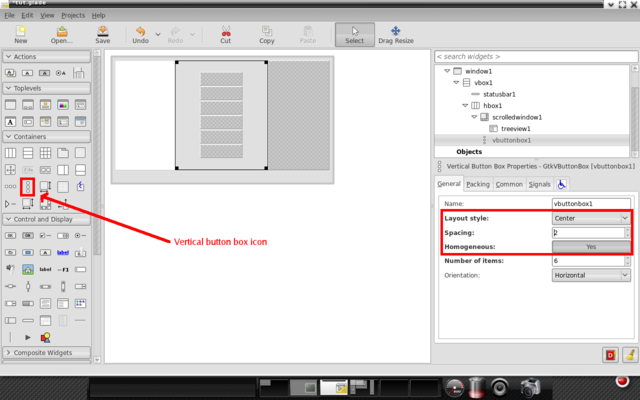 *tut.glade
File Edit View Projects Help
New Open... Save Undo Redo Cut Copy Paste Select Drag Resize
Actions
Toplevels
Containers
Control and Display
label
label
Composite Widgets
Vertical button box icon
< search widgets >
window1
vbox1
statusbar1
hbox1
scrolledwindow1
treeview1
vbuttonbox1
Objects
Vertical Button Box Properties - GtkVButtonBox [vbuttonbox1]
General Packing Common Signals
Name: vbuttonbox1
Layout style: Center
Spacing: 2
Homogeneous: Yes
Number of items: 6
Orientation: Horizontal